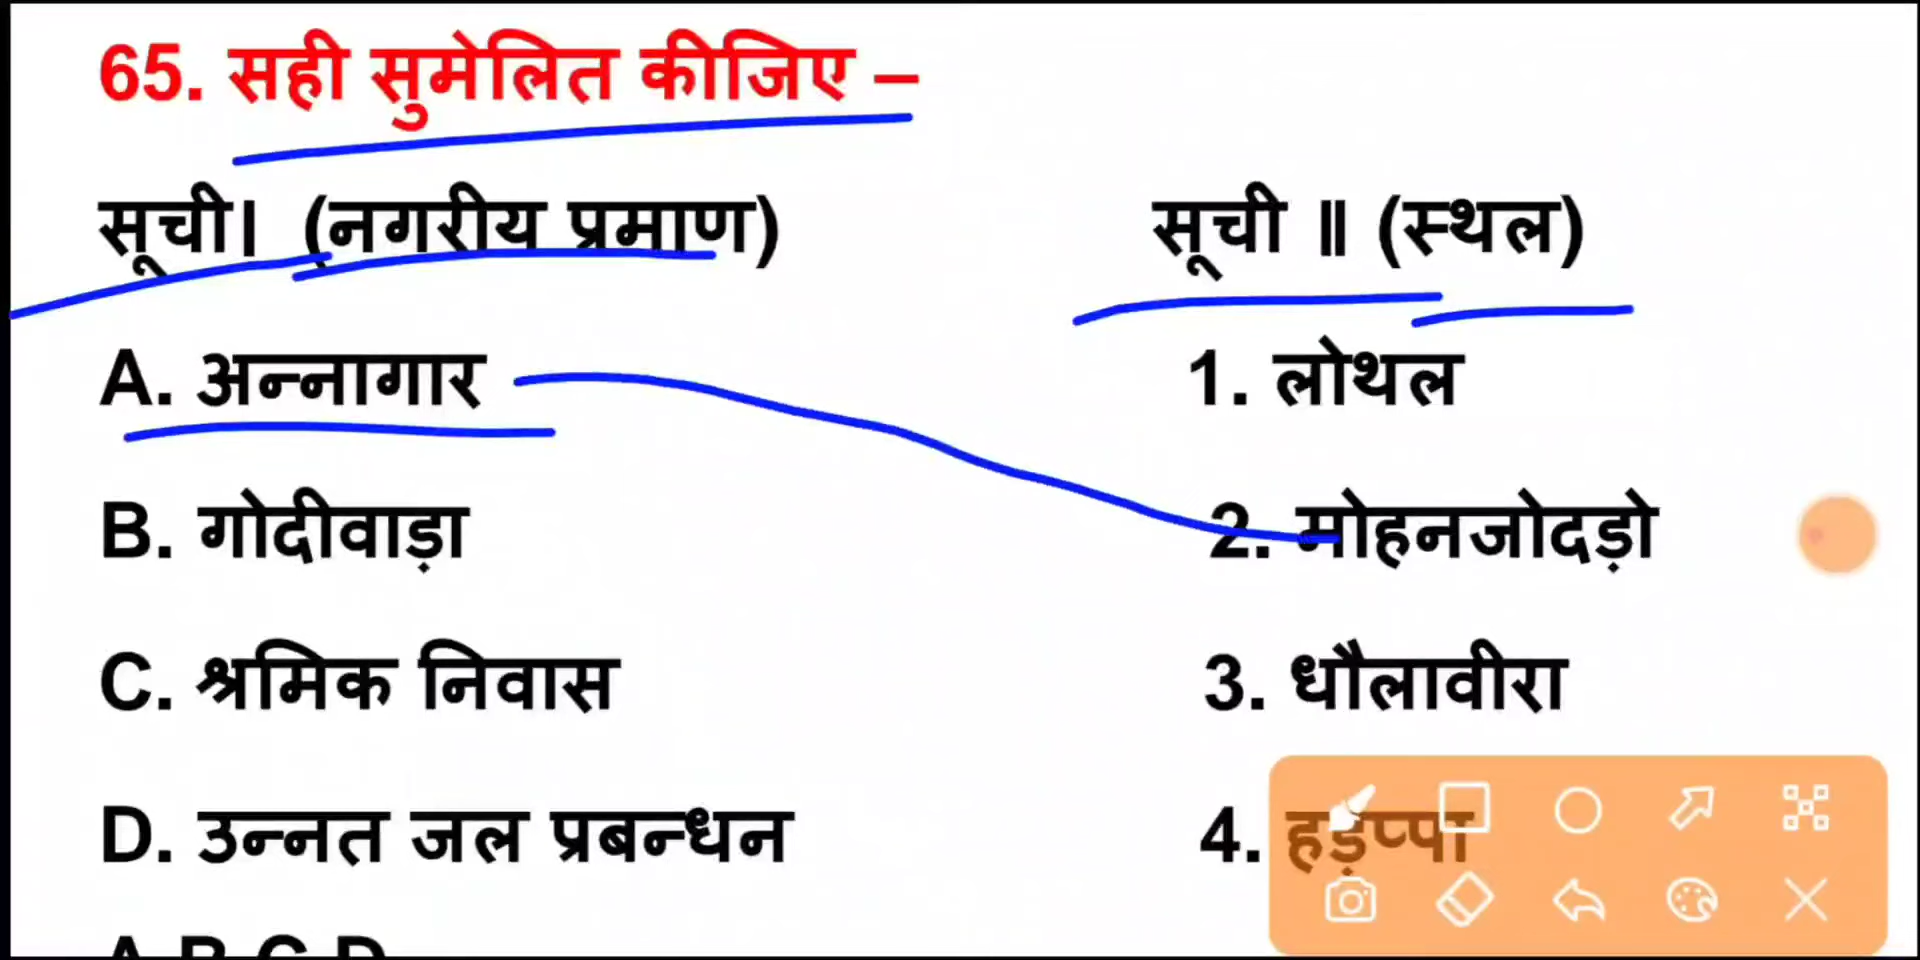 65. सही सुमेलित कीजिए –
सूची। (नगरीय प्रमाण) सूची ॥ (स्थल)
A. अन्नागार 1. लोथल
B. गोदीवाड़ा 2. मोहनजोदड़ो
C. श्रमिक निवास 3. धौलावीरा
D. उन्नत जल प्रबन्धन 4. हड़प्पा
A B C D